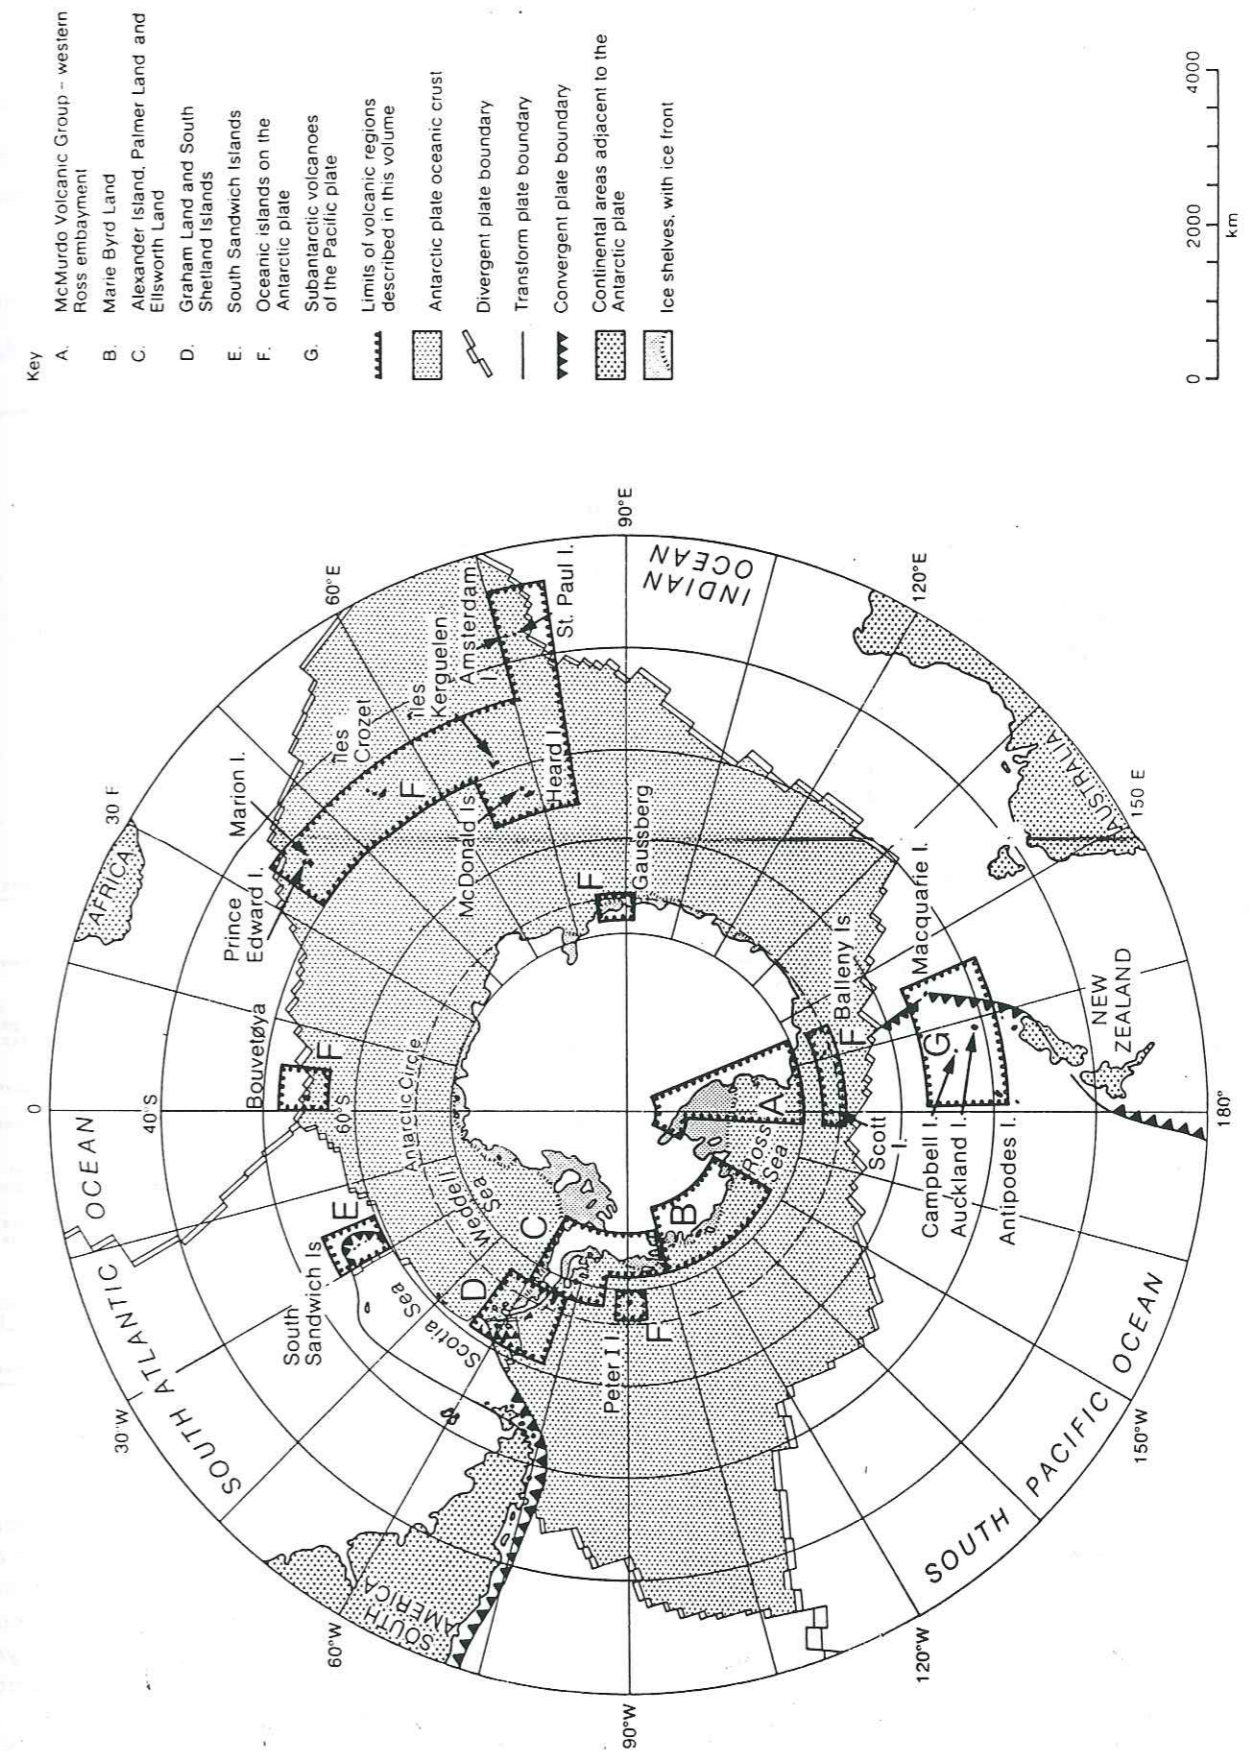 Key
A. McMurdo Volcanic Group – western
Ross embayment
B. Marie Byrd Land
C. Alexander Island, Palmer Land and
Ellsworth Land
D. Graham Land and South
Shetland Islands
E. South Sandwich Islands
F. Oceanic islands on the
Antarctic plate
G. Subantarctic volcanoes
of the Pacific plate
Limits of volcanic regions
described in this volume
Antarctic plate oceanic crust
Divergent plate boundary
Transform plate boundary
Convergent plate boundary
Continental areas adjacent to the
Antarctic plate
Ice shelves, with ice front
0 2000 4000
km
0
30 F
60°E
90°E
120°E
150 E
180°
150°W
120°W
90°W
60°W
30°W
40°S
60°S
Antarctic Circle
SOUTH ATLANTIC OCEAN
INDIAN
OCEAN
SOUTH PACIFIC OCEAN
AFRICA
AUSTRALIA
NEW
ZEALAND
SOUTH
AMERICA
Bouvetøya
F
Prince
Edward I.
Marion I.
Îles
Crozet
F
Îles
Kerguelen
Amsterdam
I.
St. Paul I.
McDonald Is
Heard I.
F
Gaussberg
South
Sandwich Is
E
Scotia
Sea
Weddell
Sea
D
C
Peter I I.
F
B
A
Ross
Sea
F
Balleny Is
Scott
I.
Macquarie I.
G
Campbell I.
Auckland I.
Antipodes I.